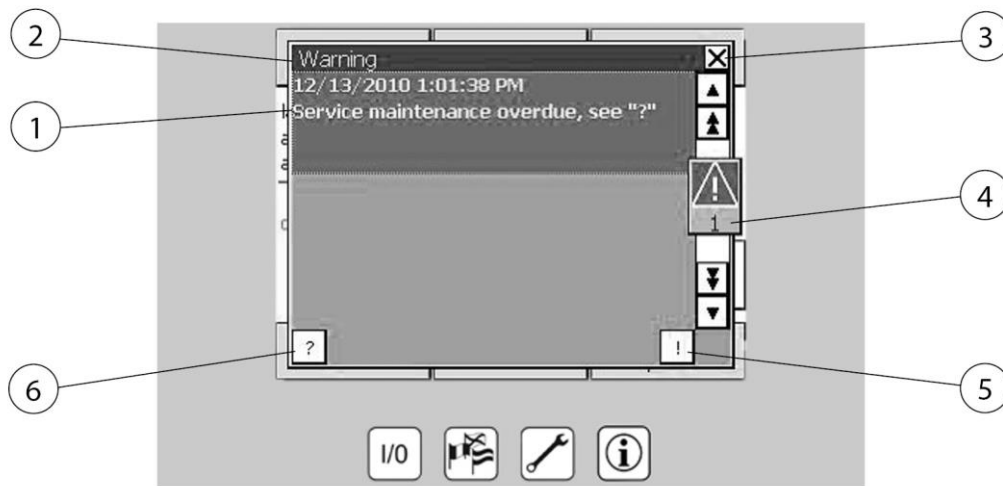 2
3
Warning
12/13/2010 1:01:38 PM
1
Service maintenance overdue, see "?"
!
4
1
?
!
6
5
I/0
i